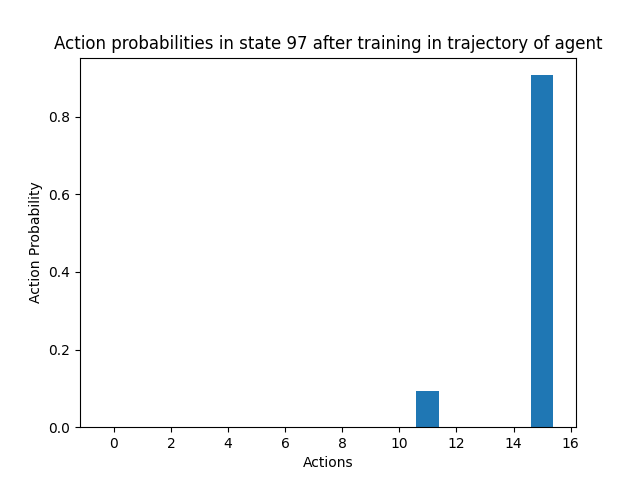 Action probabilities in state 97 after training in trajectory of agent
Action Probability
0.8
0.6
0.4
0.2
0.0
0 2 4 6 8 10 12 14 16
Actions